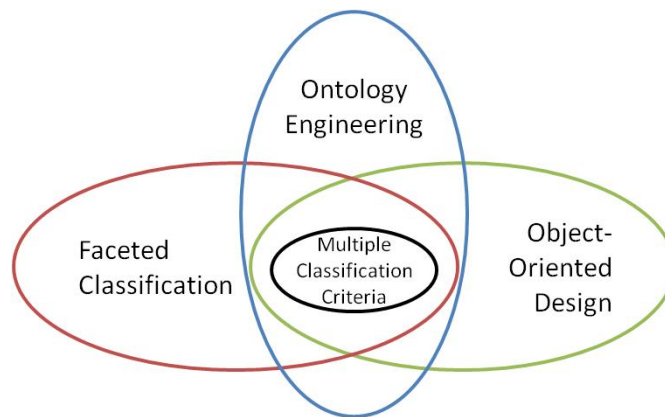 Ontology
Engineering
Faceted
Classification
Multiple
Classification
Criteria
Object-
Oriented
Design